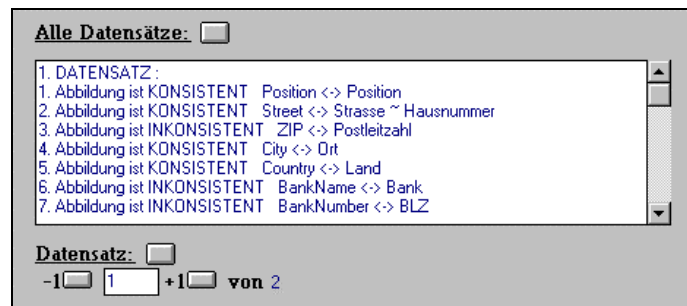 Alle Datensätze:
1. DATENSATZ :
1. Abbildung ist KONSISTENT Position <-> Position
2. Abbildung ist KONSISTENT Street <-> Strasse ~ Hausnummer
3. Abbildung ist INKONSISTENT ZIP <-> Postleitzahl
4. Abbildung ist KONSISTENT City <-> Ort
5. Abbildung ist KONSISTENT Country <-> Land
6. Abbildung ist INKONSISTENT BankName <-> Bank
7. Abbildung ist INKONSISTENT BankNumber <-> BLZ
Datensatz:
-1 1 +1 von 2